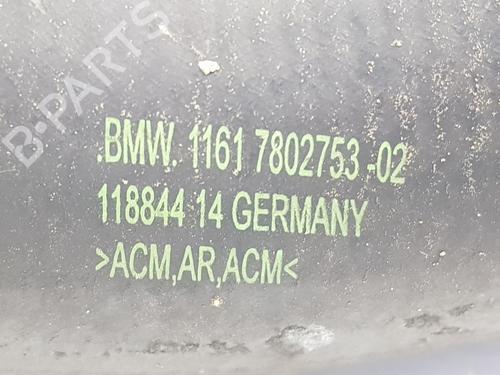 B-PARTS
.BMW. 1161 7802753 -02
118844 14 GERMANY
>ACM,AR,ACM<